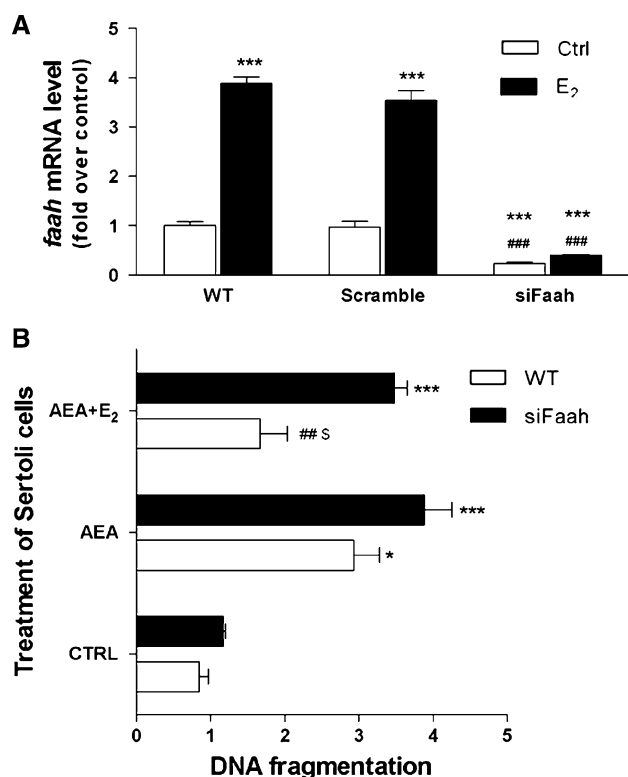 A
faah mRNA level
(fold over control)
5
4
3
2
1
0
***
***
***
***
###
###
Ctrl
E2
WT
Scramble
siFaah
B
Treatment of Sertoli cells
AEA+E2
AEA
CTRL
***
## $
***
*
WT
siFaah
0 1 2 3 4 5
DNA fragmentation